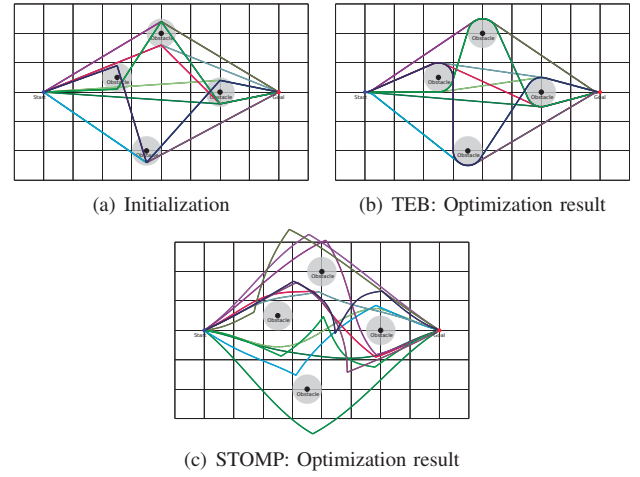 Obstacle
Obstacle
Start
Obstacle
Goal
Obstacle
(a) Initialization
Obstacle
Obstacle
Start
Obstacle
Goal
Obstacle
(b) TEB: Optimization result
Obstacle
Obstacle
Start
Obstacle
Goal
Obstacle
(c) STOMP: Optimization result